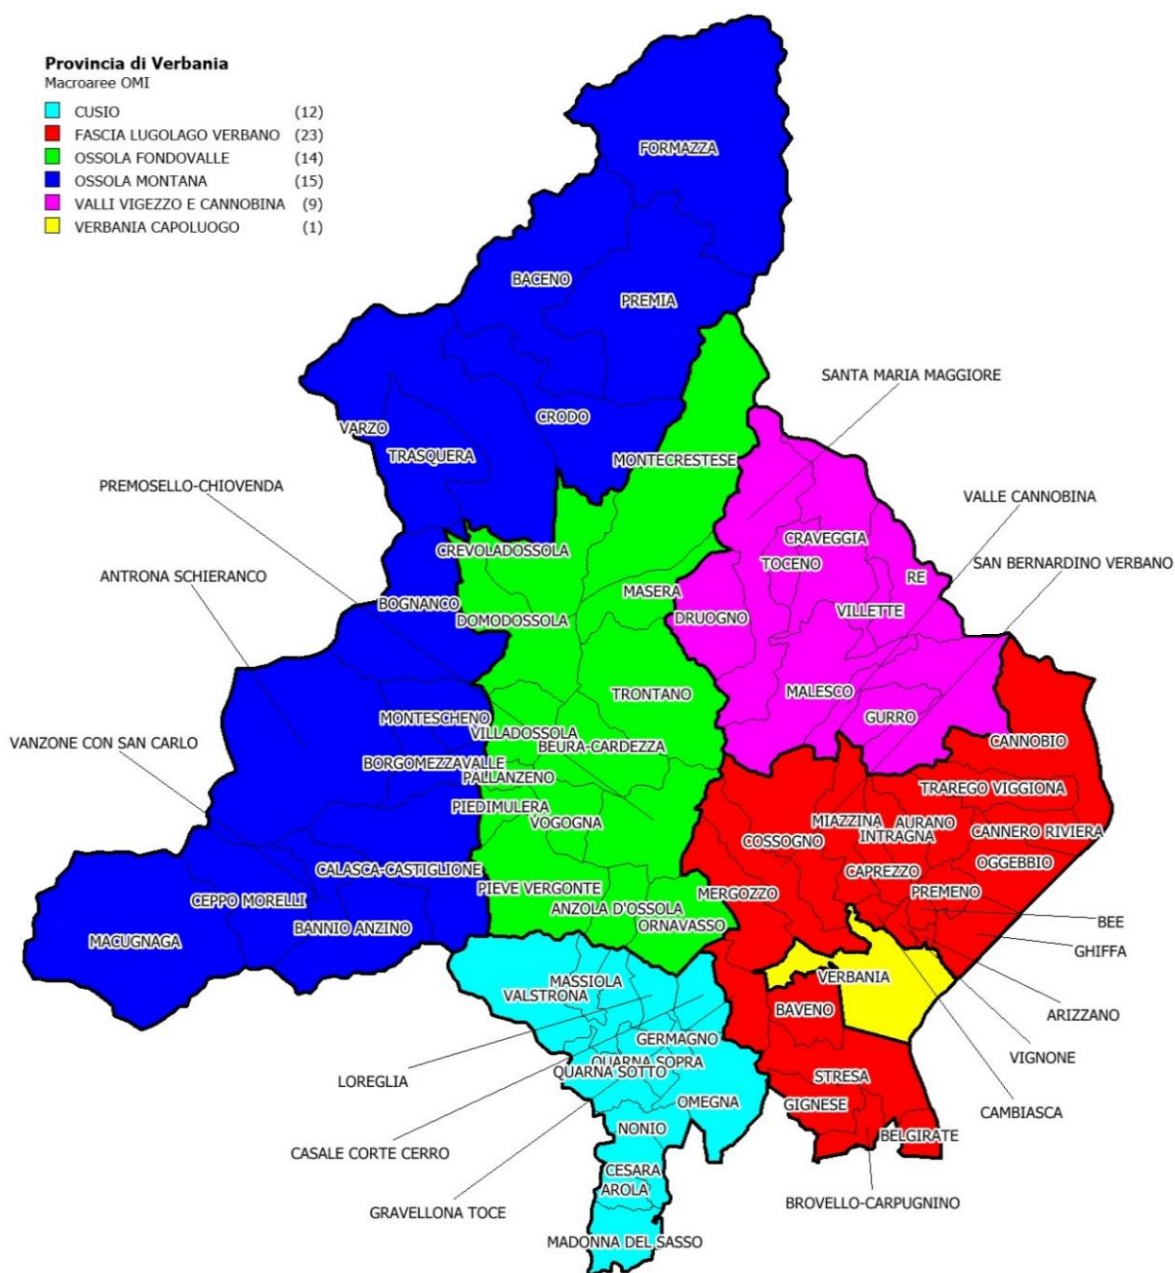 Provincia di Verbania
Macroaree OMI
CUSIO (12)
FASCIA LUGOLAGO VERBANO (23)
OSSOLA FONDOVALLE (14)
OSSOLA MONTANA (15)
VALLI VIGEZZO E CANNOBINA (9)
VERBANIA CAPOLUOGO (1)
FORMAZZA
BACENO
PREMIA
SANTA MARIA MAGGIORE
CRODO
VARZO
TRASQUERA
MONTECRESTESE
PREMOSELLO-CHIOVENDA
VALLE CANNOBINA
CRAVEGGIA
CREVOLADOSSOLA
TOCENO
SAN BERNARDINO VERBANO
ANTRONA SCHIERANCO
RE
MASERA
BOGNANCO
VILLETTE
DOMODOSSOLA
DRUOGNO
TRONTANO
MALESCO
MONTESCHENO
GURRO
VILLADOSSOLA
BEURA-CARDEZZA
VANZONE CON SAN CARLO
CANNOBIO
BORGOMEZZAVALLE
PALLANZENO
TRAREGO VIGGIONA
PIEDIMULERA
VOGOGNA
MIAZZINA
AURANO
INTRAGNA
CANNERO RIVIERA
COSSOGNO
OGGEBBIO
CALASCA-CASTIGLIONE
CAPREZZO
PIEVE VERGONTE
MERGOZZO
PREMENO
CEPPO MORELLI
ANZOLA D'OSSOLA
BEE
BANNIO ANZINO
ORNAVASSO
MACUGNAGA
GHIFFA
VERBANIA
MASSIOLA
VALSTRONA
BAVENO
ARIZZANO
GERMAGNO
VIGNONE
QUARNA SOPRA
QUARNA SOTTO
LOREGLIA
STRESA
OMEGNA
GIGNESE
CAMBIASCA
NONIO
BELGIRATE
CASALE CORTE CERRO
CESARA
AROLA
BROVELLO-CARPUGNINO
GRAVELLONA TOCE
MADONNA DEL SASSO